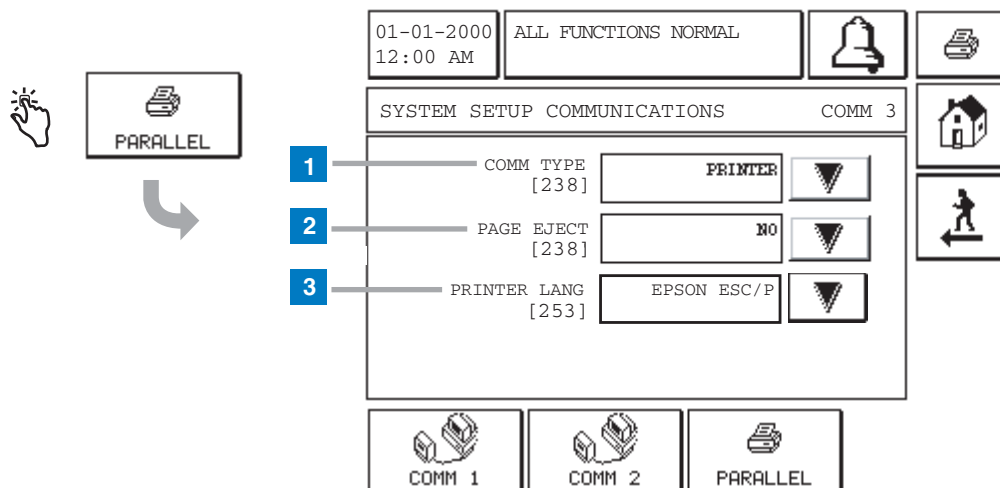 PARALLEL
01-01-2000
12:00 AM
ALL FUNCTIONS NORMAL
SYSTEM SETUP COMMUNICATIONS COMM 3
1
COMM TYPE
[238]
PRINTER
2
PAGE EJECT
[238]
NO
3
PRINTER LANG
[253]
EPSON ESC/P
COMM 1
COMM 2
PARALLEL